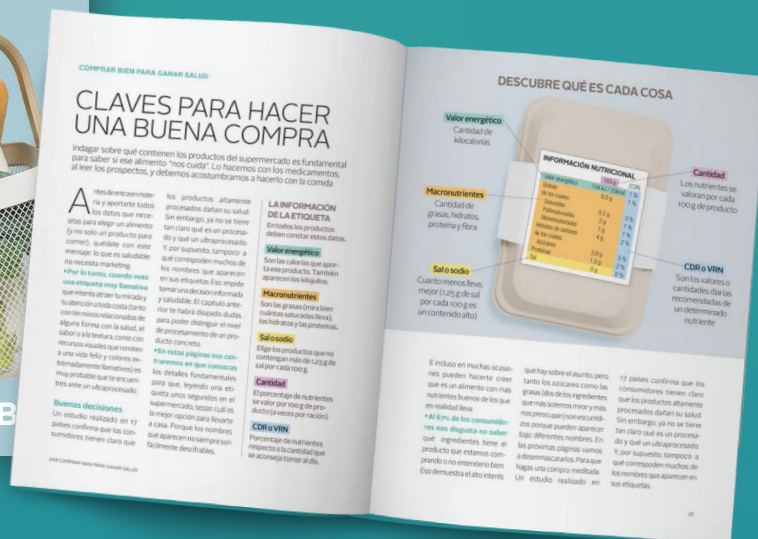 COMPRAR BIEN PARA GANAR SALUD
CLAVES PARA HACER
UNA BUENA COMPRA
Indagar sobre qué contienen los productos del supermercado es fundamental
para saber si ese alimento "nos cuida". Lo hacemos con los medicamentos,
al leer los prospectos, y debemos acostumbrarnos a hacerlo con la comida
Antes de entrar en mate-
ria y aportarte todos
los datos que nece-
sitas para elegir un alimento
(y no solo un producto para
comer), quédate con este
mensaje: lo que es saludable
no necesita marketing.
• Por lo tanto, cuando veas
una etiqueta muy llamativa
que intenta atraer tu mirada y
tu atención a toda costa (tanto
con términos relacionados de
alguna forma con la salud, el
sabor o a la textura, como con
recursos visuales que remiten
a una vida feliz y colores ex-
tremadamente llamativos) es
muy probable que te encuen-
tres ante un ultraprocesado.
Buenas decisiones
Un estudio realizado en 17
países confirma que los con-
sumidores tienen claro que
los productos altamente
procesados dañan su salud.
Sin embargo, ya no se tiene
tan claro qué es un procesa-
do y qué un ultraprocesado.
Y, por supuesto, tampoco a
qué corresponden muchos de
los nombres que aparecen
en sus etiquetas. Eso impide
tomar una decisión informada
y saludable. El capítulo ante-
rior te habrá disipado dudas
para poder distinguir el nivel
de procesamiento de un pro-
ducto concreto.
• En estas páginas nos cen-
traremos en que conozcas
los detalles fundamentales
para que, leyendo una eti-
queta unos segundos en el
supermercado, sepas cuál es
la mejor opción para llevarte
a casa. Porque los nombres
que aparecen no siempre son
fácilmente descifrables.
LA INFORMACIÓN
DE LA ETIQUETA
En todos los productos
deben constar estos datos.
Valor energético
Son las calorías que apor-
ta ese producto. También
aparecen los kilojulios.
Macronutrientes
Son las grasas (mira bien
cuántas saturadas lleva),
los hidratos y las proteínas.
Sal o sodio
Elige los productos que no
contengan más de 1,25 g de
sal por cada 100 g.
Cantidad
El porcentaje de nutrientes
se valor por 100 g de pro-
ducto (a veces por ración).
CDR o VRN
Porcentaje de nutrientes
respecto a la cantidad que
se aconseja tomar al día.
COMPRAR BIEN PARA GANAR SALUD
B
DESCUBRE QUÉ ES CADA COSA
Valor energético
Cantidad de
kilocalorías
Macronutrientes
Cantidad de
grasas, hidratos,
proteína y fibra
Sal o sodio
Cuanto menos lleve,
mejor (1,25 g de sal
por cada 100 g es
un contenido alto)
INFORMACIÓN NUTRICIONAL
100 g CDR
Valor energético 1 %
Grasas 1 %
de los cuales:
Saturadas
Poliinsaturadas
Monoinsaturadas
Hidratos de carbono
de los cuales:
Azúcares
Proteínas
Sal 0 g 0 %
Cantidad
Los nutrientes se
valoran por cada
100 g de producto
CDR o VRN
Son los valores o
cantidades diarias
recomendadas de
un determinado
nutriente
E incluso en muchas ocasio-
nes pueden hacerte creer
que es un alimento con más
nutrientes buenos de los que
en realidad lleva.
• Al 67% de los consumido-
res nos disgusta no saber
qué ingredientes tiene el
producto que estamos com-
prando o no entenderlo bien.
Eso demuestra el alto interés
que hay sobre el asunto, pero
tanto los azúcares como las
grasas (dos de los ingredientes
que más solemos mirar y más
nos preocupan) son escurridi-
zos porque pueden aparecer
bajo diferentes nombres. En
las próximas páginas vamos
a desenmascararlos. Para que
hagas una compra meditada.
Un estudio realizado en
17 países confirma que los
consumidores tienen claro
que los productos altamente
procesados dañan su salud.
Sin embargo, ya no se tiene
tan claro qué es un procesa-
do y qué un ultraprocesado.
Y, por supuesto, tampoco a
qué corresponden muchos de
los nombres que aparecen en
sus etiquetas.